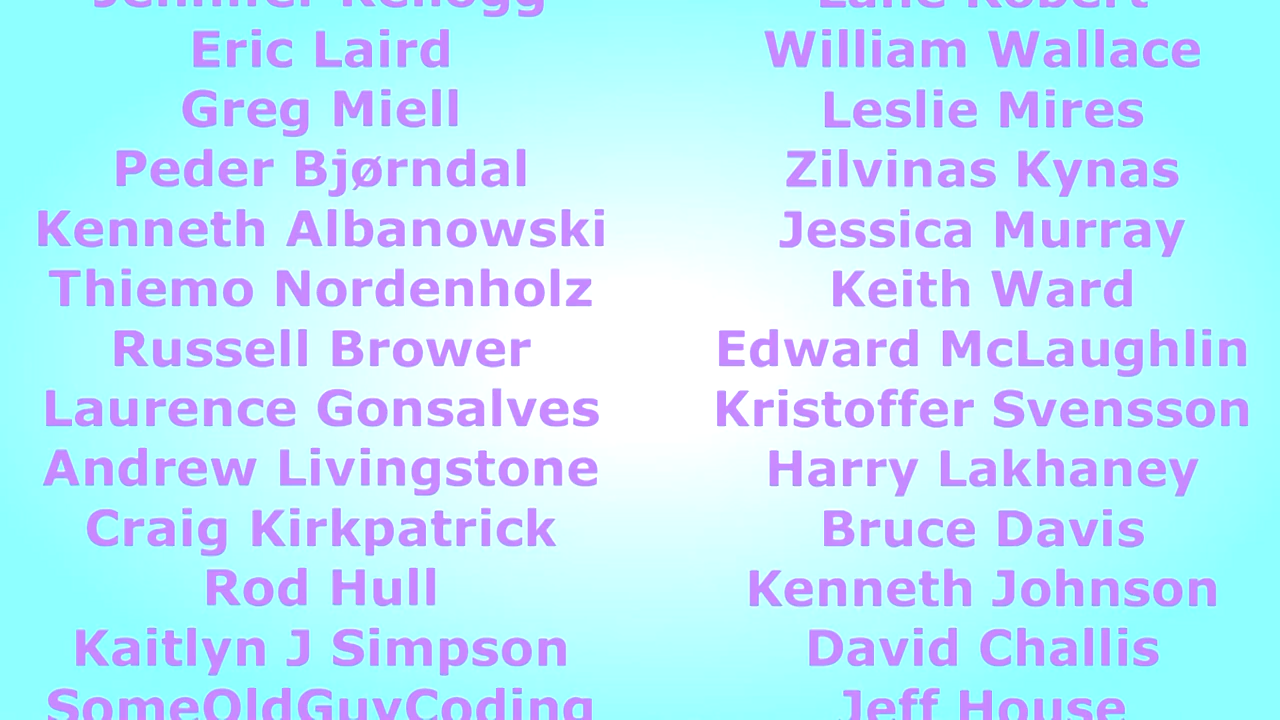 Jennifer Kellogg
Eric Laird
Greg Miell
Peder Bjørndal
Kenneth Albanowski
Thiemo Nordenholz
Russell Brower
Laurence Gonsalves
Andrew Livingstone
Craig Kirkpatrick
Rod Hull
Kaitlyn J Simpson
SomeOldGuyCoding
Lane Robert
William Wallace
Leslie Mires
Zilvinas Kynas
Jessica Murray
Keith Ward
Edward McLaughlin
Kristoffer Svensson
Harry Lakhaney
Bruce Davis
Kenneth Johnson
David Challis
Jeff House